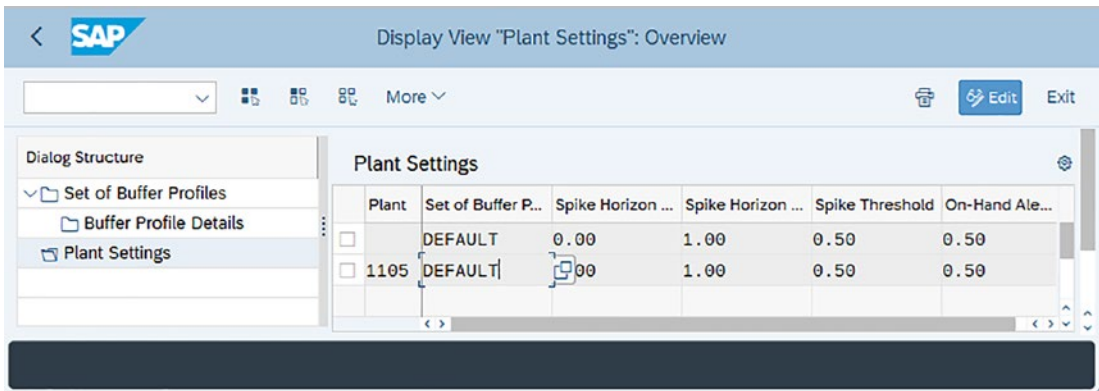 SAP Display View "Plant Settings": Overview
More Edit Exit
Dialog Structure
Set of Buffer Profiles
Buffer Profile Details
Plant Settings
Plant Settings
Plant Set of Buffer P... Spike Horizon ... Spike Horizon ... Spike Threshold On-Hand Ale...
DEFAULT 0.00 1.00 0.50 0.50
1105 DEFAULT 00 1.00 0.50 0.50